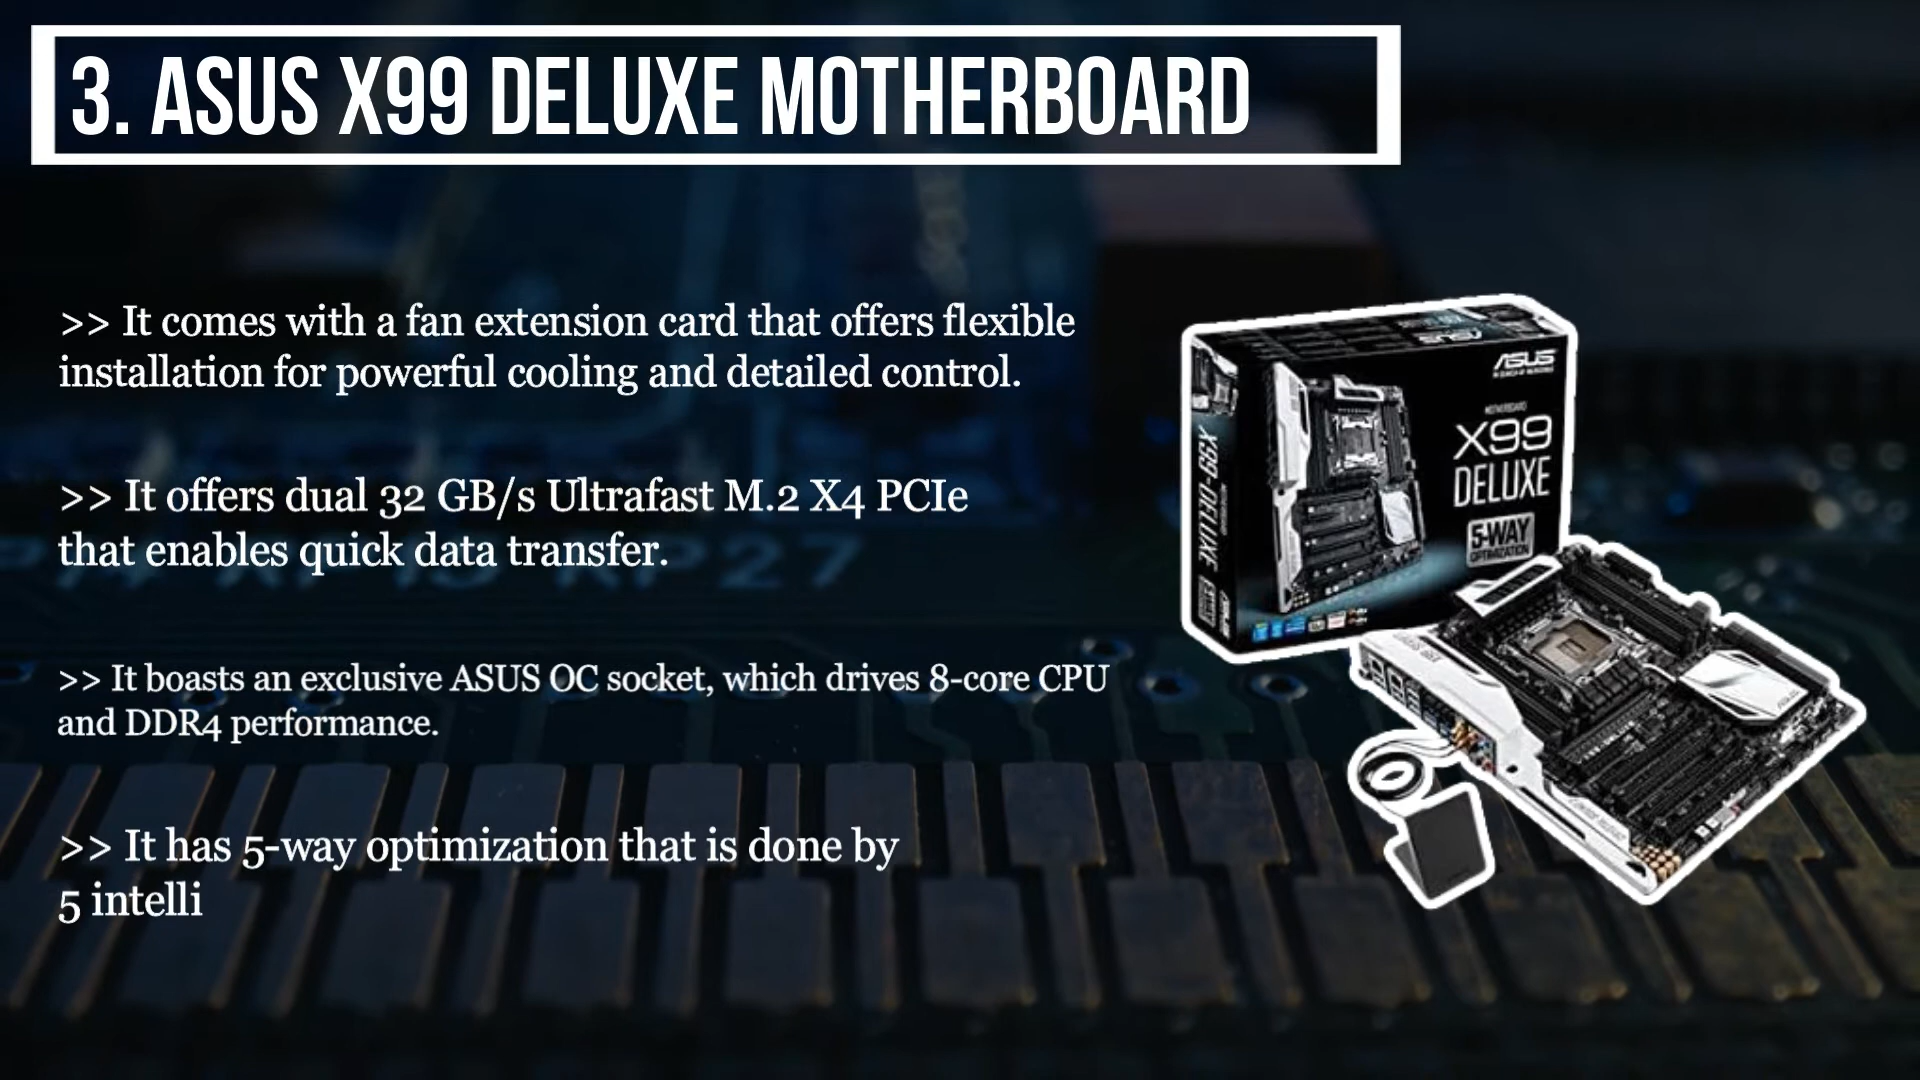 3. ASUS X99 DELUXE MOTHERBOARD
>> It comes with a fan extension card that offers flexible
installation for powerful cooling and detailed control.
>> It offers dual 32 GB/s Ultrafast M.2 X4 PCIe
that enables quick data transfer.
>> It boasts an exclusive ASUS OC socket, which drives 8-core CPU
and DDR4 performance.
>> It has 5-way optimization that is done by
5 intelli
ASUS
MOTHERBOARD
X99
DELUXE
5-WAY
OPTIMIZATION
X99-DELUXE
ASUS